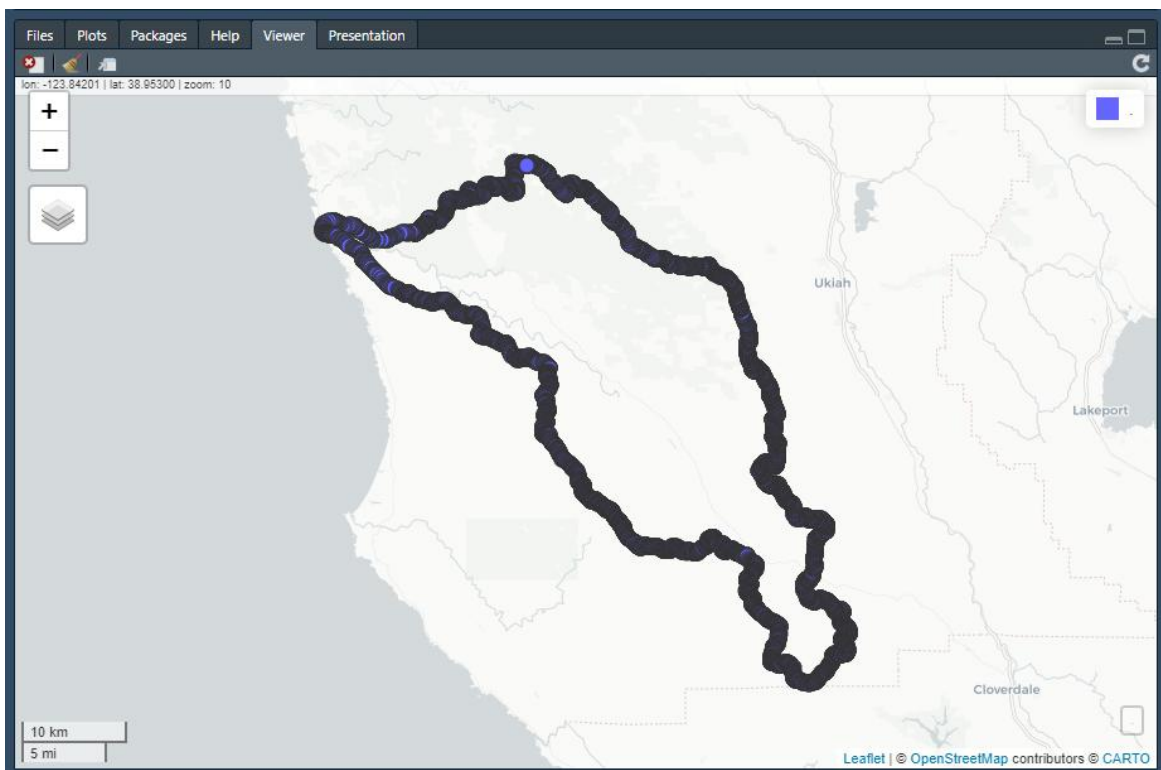 Files Plots Packages Help Viewer Presentation
lon: -123.84201 | lat: 38.95300 | zoom: 10
+
−
.
Ukiah
Lakeport
Cloverdale
10 km
5 mi
Leaflet | © OpenStreetMap contributors © CARTO